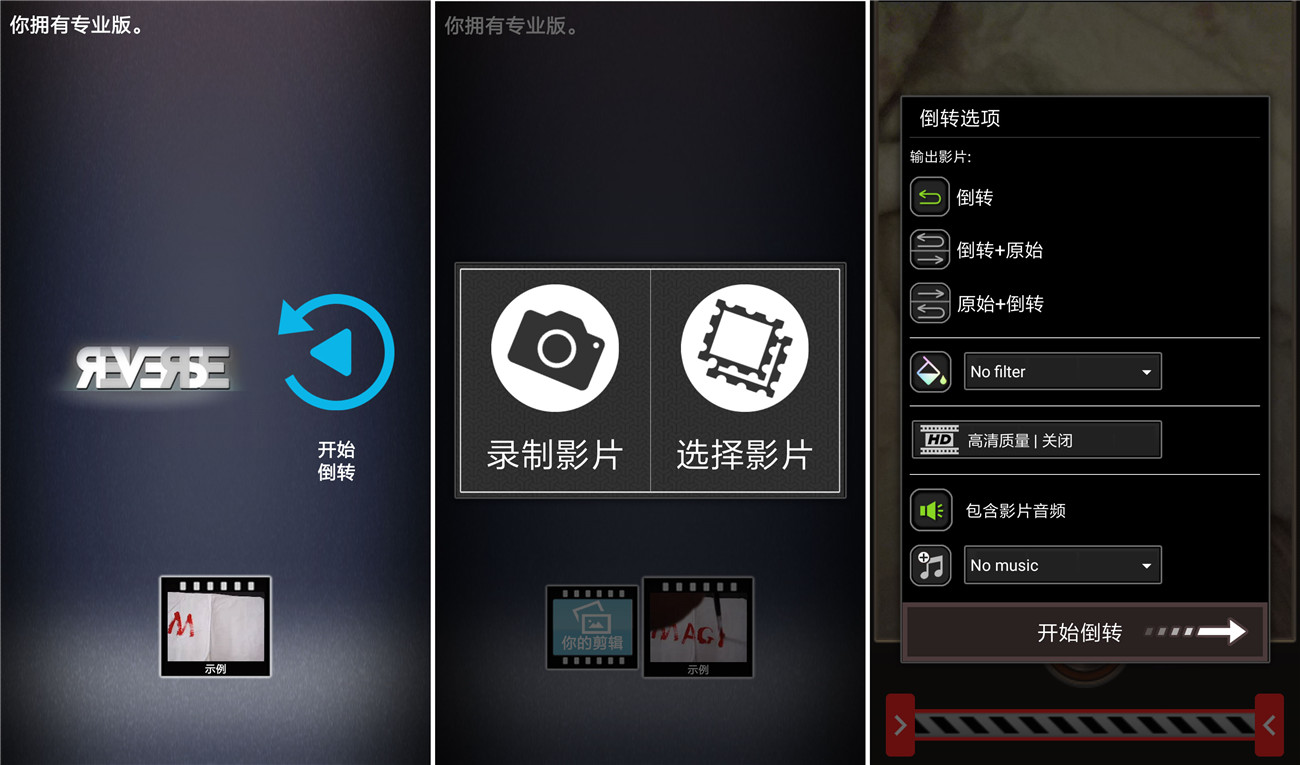 你拥有专业版。
REVERSE
开始
倒转
M
示例
你拥有专业版。
录制影片
选择影片
你的剪辑
MAGI
示例
倒转选项
输出影片:
倒转
倒转+原始
原始+倒转
No filter
HD
高清质量 | 关闭
包含影片音频
No music
开始倒转